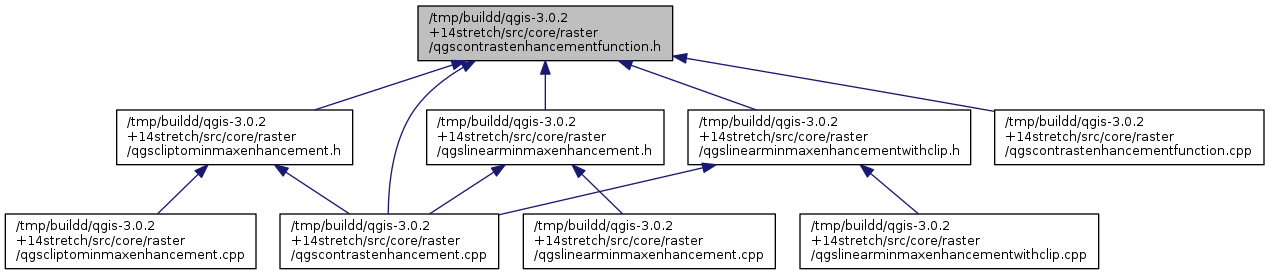 /tmp/buildd/qgis-3.0.2
+14stretch/src/core/raster
/qgscontrastenhancementfunction.h
/tmp/buildd/qgis-3.0.2
+14stretch/src/core/raster
/qgscliptominmaxenhancement.h
/tmp/buildd/qgis-3.0.2
+14stretch/src/core/raster
/qgslinearminmaxenhancement.h
/tmp/buildd/qgis-3.0.2
+14stretch/src/core/raster
/qgslinearminmaxenhancementwithclip.h
/tmp/buildd/qgis-3.0.2
+14stretch/src/core/raster
/qgscontrastenhancementfunction.cpp
/tmp/buildd/qgis-3.0.2
+14stretch/src/core/raster
/qgscliptominmaxenhancement.cpp
/tmp/buildd/qgis-3.0.2
+14stretch/src/core/raster
/qgscontrastenhancement.cpp
/tmp/buildd/qgis-3.0.2
+14stretch/src/core/raster
/qgslinearminmaxenhancement.cpp
/tmp/buildd/qgis-3.0.2
+14stretch/src/core/raster
/qgslinearminmaxenhancementwithclip.cpp